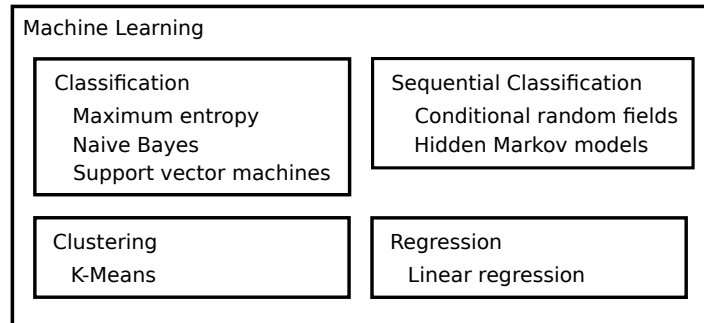 Machine Learning
Classification
Maximum entropy
Naive Bayes
Support vector machines
Sequential Classification
Conditional random fields
Hidden Markov models
Clustering
K-Means
Regression
Linear regression